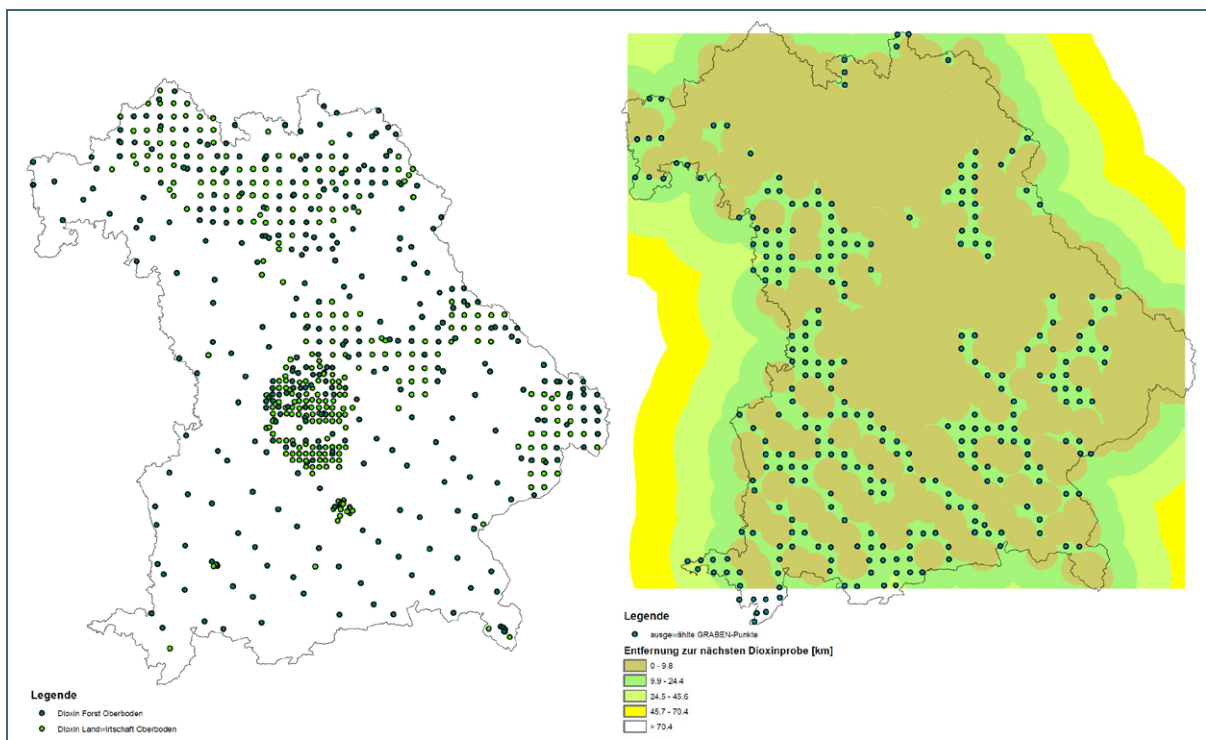 Legende
Dioxin Forst Oberboden
Dioxin Landwirtschaft Oberboden
Legende
ausgewählte GRABEN-Punkte
Entfernung zur nächsten Dioxinprobe [km]
0 - 9.8
9.9 - 24.4
24.5 - 45.6
45.7 - 70.4
> 70.4